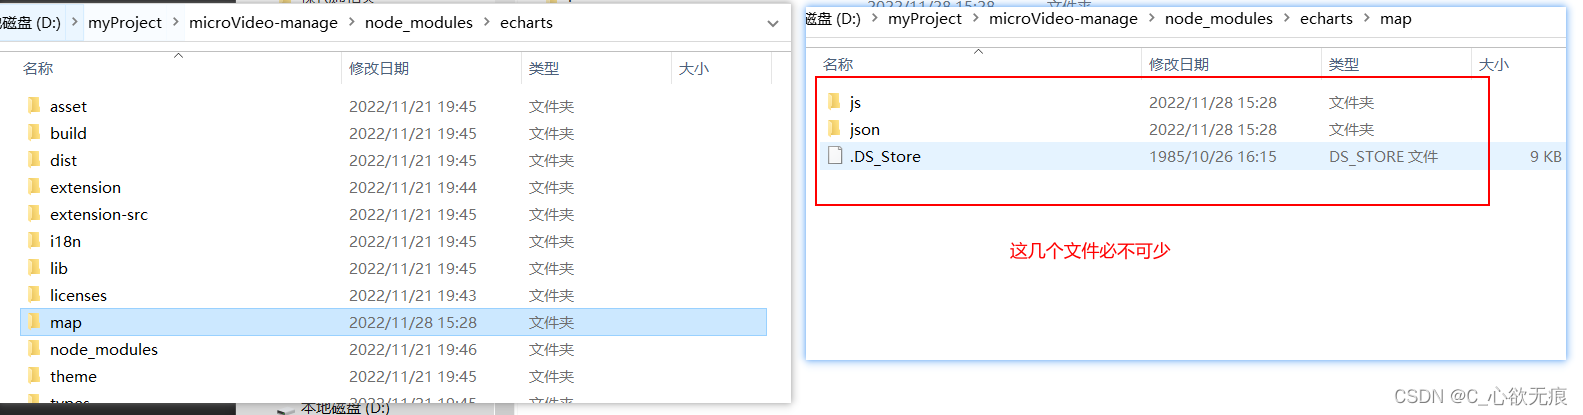 磁盘 (D:) > myProject > microVideo-manage > node_modules > echarts
名称 修改日期 类型 大小
asset 2022/11/21 19:45 文件夹
build 2022/11/21 19:45 文件夹
dist 2022/11/21 19:45 文件夹
extension 2022/11/21 19:44 文件夹
extension-src 2022/11/21 19:45 文件夹
i18n 2022/11/21 19:45 文件夹
lib 2022/11/21 19:45 文件夹
licenses 2022/11/21 19:43 文件夹
map 2022/11/28 15:28 文件夹
node_modules 2022/11/21 19:46 文件夹
theme 2022/11/21 19:45 文件夹
本地磁盘 (D:)
磁盘 (D:) > myProject > microVideo-manage > node_modules > echarts > map
名称 修改日期 类型 大小
js 2022/11/28 15:28 文件夹
json 2022/11/28 15:28 文件夹
.DS_Store 1985/10/26 16:15 DS_STORE 文件 9 KB
这几个文件必不可少
CSDN @C_心欲无痕